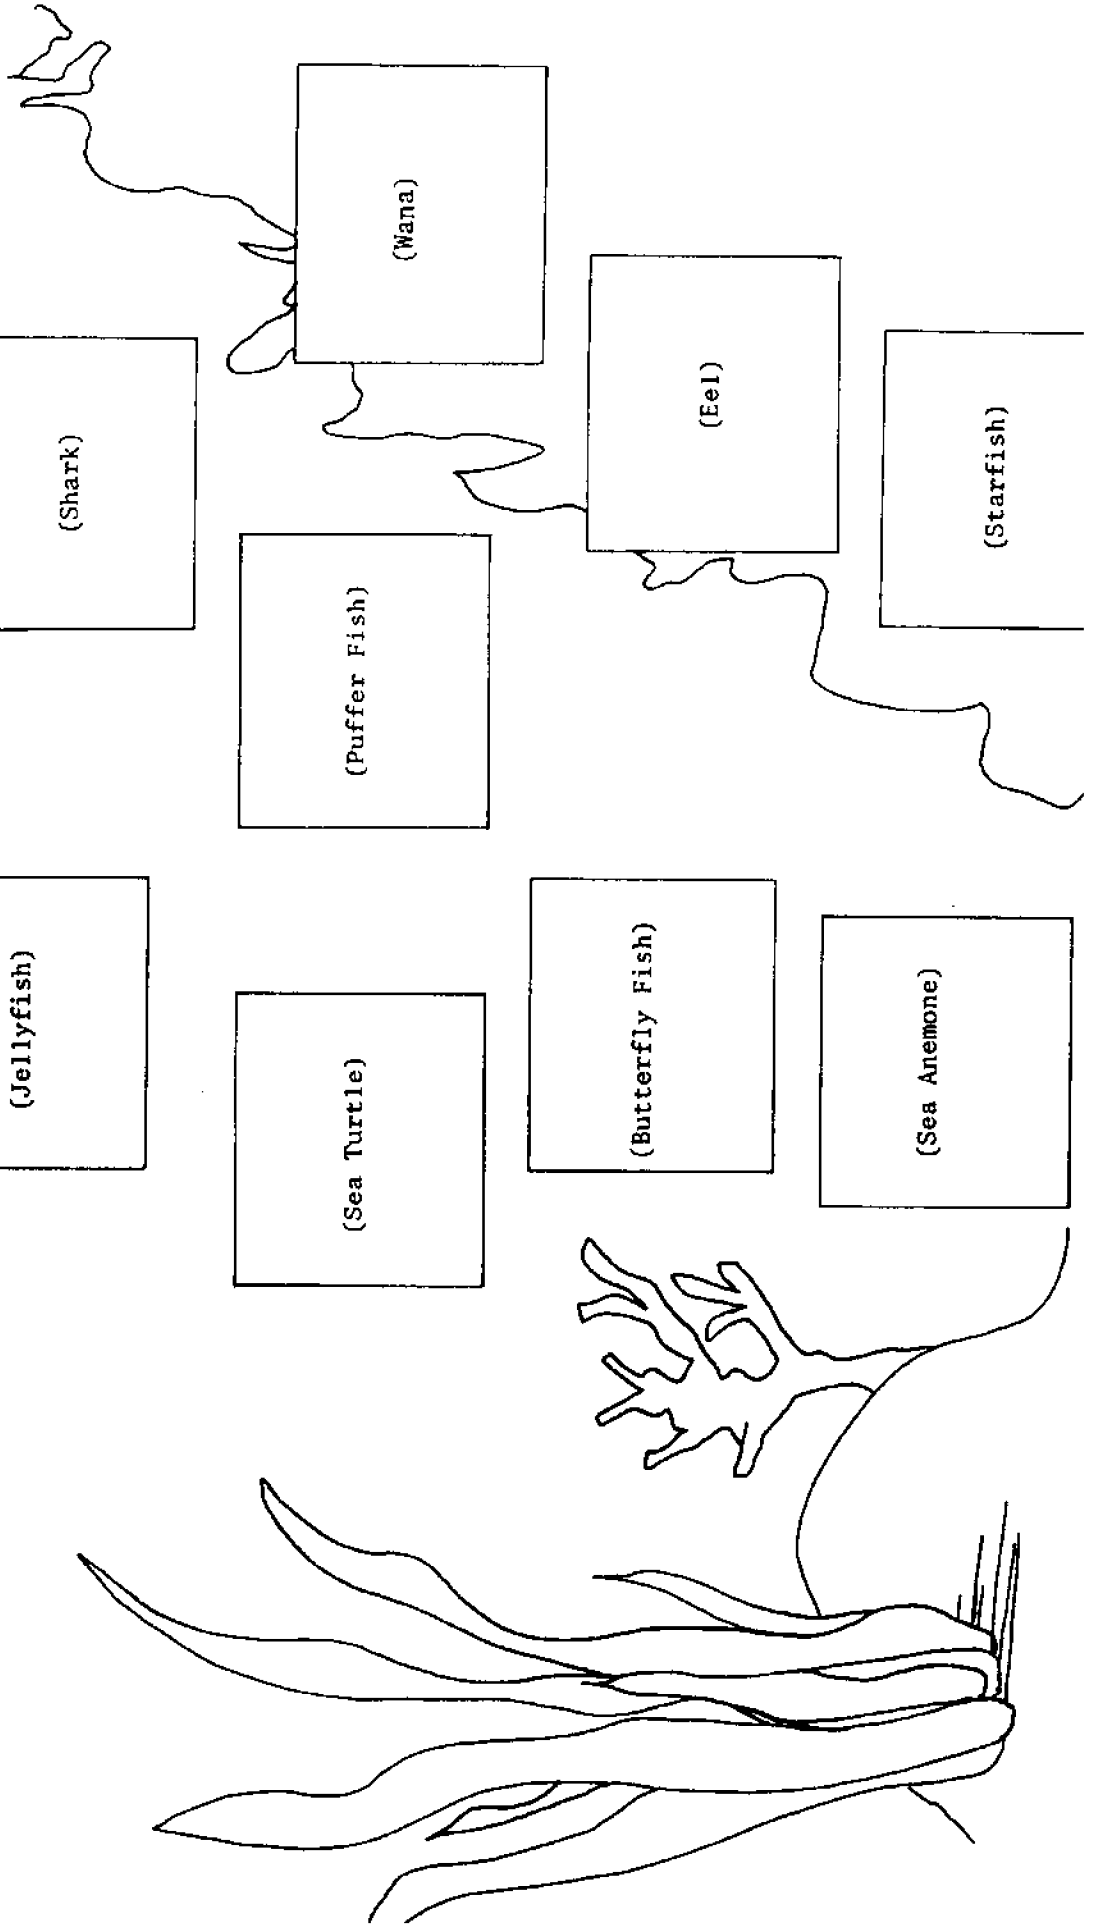 (Jellyfish)
(Shark)
(Sea Turtle)
(Puffer Fish)
(Wana)
(Butterfly Fish)
(Eel)
(Sea Anemone)
(Starfish)